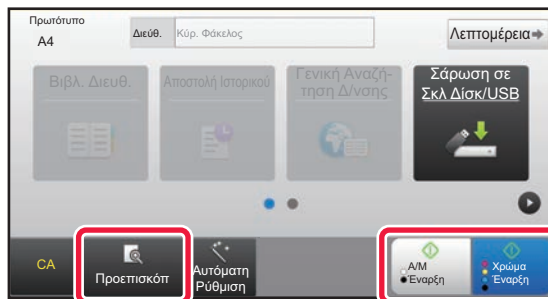 Πρωτότυπο
A4
Διεύθ.
Κύρ. Φάκελος
Λεπτομέρεια
Βιβλ. Διευθ.
Αποστολή Ιστορικού
Γενική Αναζή-
τηση Δ/νσης
Σάρωση σε
Σκλ Δίσκ/USB
CA
Προεπισκόπ
Αυτόματη
Ρύθμιση
Α/Μ
Έναρξη
Χρώμα
Έναρξη